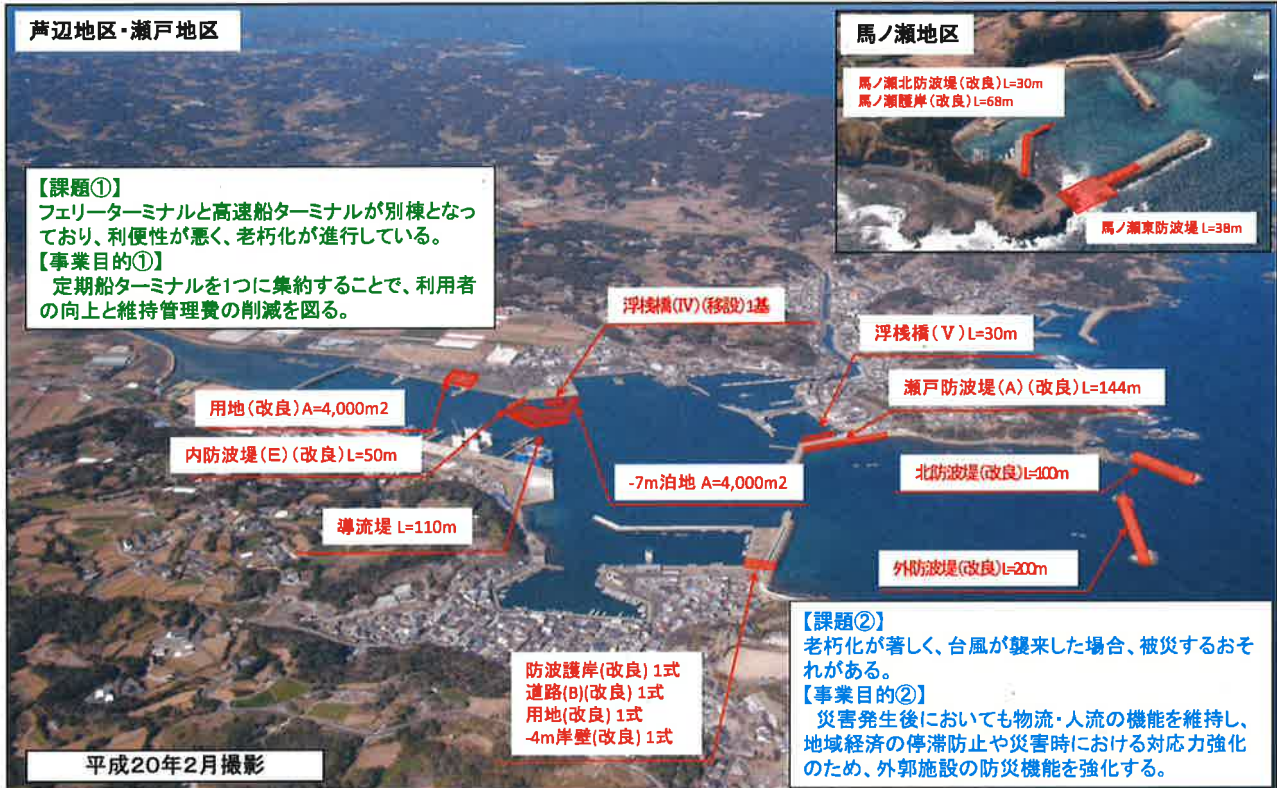 芦辺地区・瀬戸地区
馬ノ瀬地区
馬ノ瀬北防波堤(改良)L=30m
馬ノ瀬護岸(改良)L=68m
馬ノ瀬東防波堤 L=38m
【課題①】
フェリーターミナルと高速船ターミナルが別棟となっ
ており、利便性が悪く、老朽化が進行している。
【事業目的①】
定期船ターミナルを1つに集約することで、利用者
の向上と維持管理費の削減を図る。
浮桟橋(Ⅳ)(移設)1基
浮桟橋(Ⅴ)L=30m
瀬戸防波堤(A)(改良)L=144m
用地(改良)A=4,000m2
内防波堤(E)(改良)L=50m
-7m泊地 A=4,000m2
北防波堤(改良)L=100m
導流堤 L=110m
外防波堤(改良)L=200m
防波護岸(改良) 1式
道路(B)(改良) 1式
用地(改良) 1式
-4m岸壁(改良) 1式
【課題②】
老朽化が著しく、台風が襲来した場合、被災するおそ
れがある。
【事業目的②】
災害発生後においても物流・人流の機能を維持し、
地域経済の停滞防止や災害時における対応力強化
のため、外郭施設の防災機能を強化する。
平成20年2月撮影